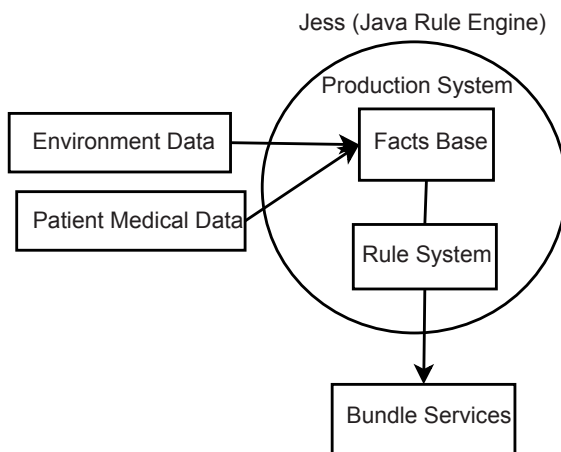 Jess (Java Rule Engine)
Production System
Environment Data
Facts Base
Patient Medical Data
Rule System
Bundle Services